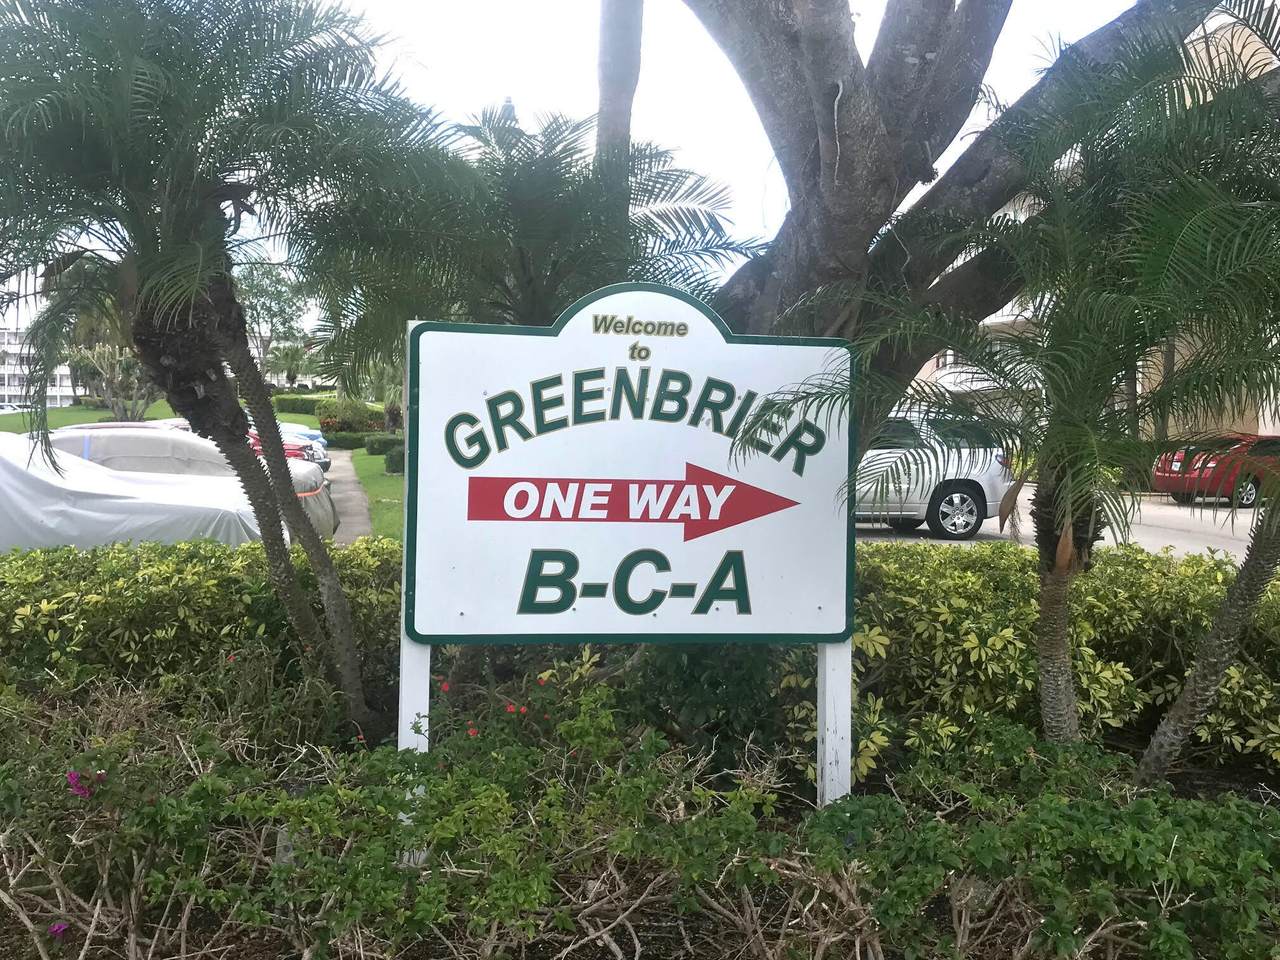 Welcome
to
GREENBRIER
ONE WAY
B-C-A